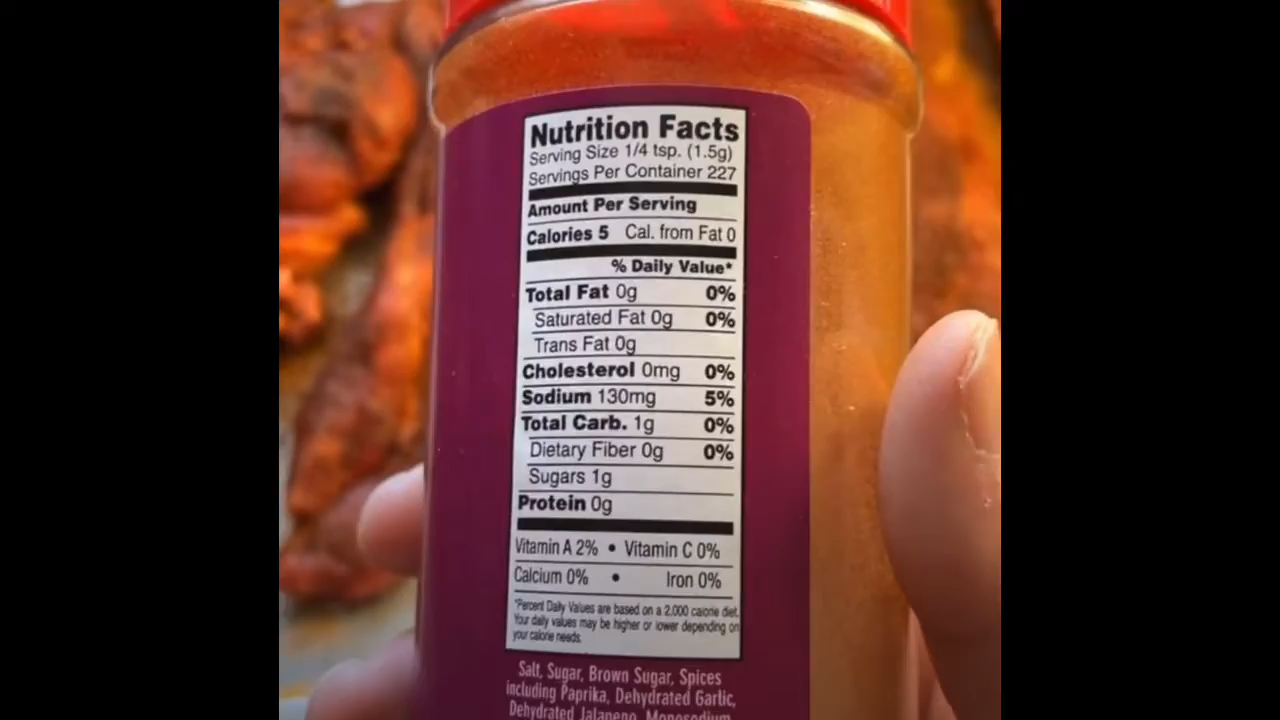 Nutrition Facts
Serving Size 1/4 tsp. (1.5g)
Servings Per Container 227
Amount Per Serving
Calories 5 Cal. from Fat 0
% Daily Value*
Total Fat 0g 0%
Saturated Fat 0g 0%
Trans Fat 0g
Cholesterol 0mg 0%
Sodium 130mg 5%
Total Carb. 1g 0%
Dietary Fiber 0g 0%
Sugars 1g
Protein 0g
Vitamin A 2% • Vitamin C 0%
Calcium 0% • Iron 0%
*Percent Daily Values are based on a 2,000 calorie diet.
Your daily values may be higher or lower depending on
your calorie needs.
Salt, Sugar, Brown Sugar, Spices
including Paprika, Dehydrated Garlic,
Dehydrated Jalapeno, Monosodium